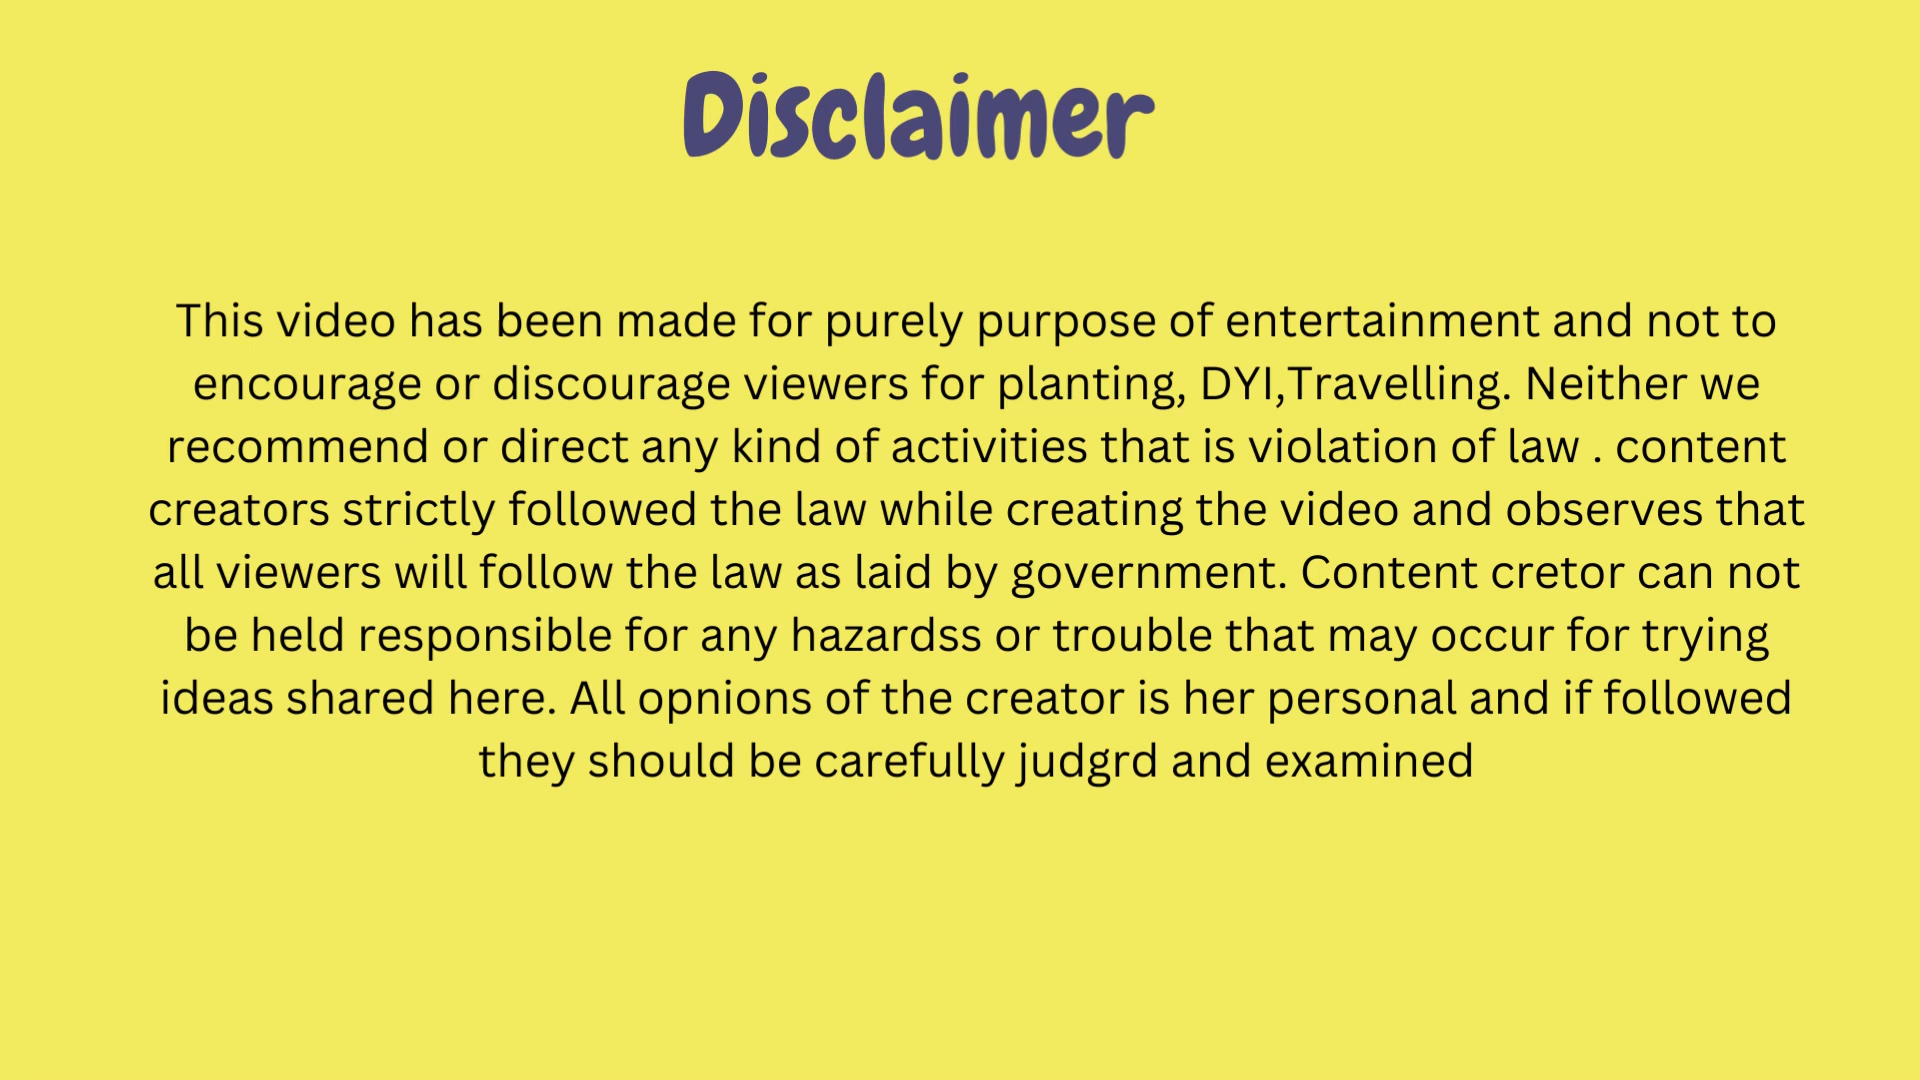 Disclaimer
This video has been made for purely purpose of entertainment and not to
encourage or discourage viewers for planting, DYI,Travelling. Neither we
recommend or direct any kind of activities that is violation of law . content
creators strictly followed the law while creating the video and observes that
all viewers will follow the law as laid by government. Content cretor can not
be held responsible for any hazardss or trouble that may occur for trying
ideas shared here. All opnions of the creator is her personal and if followed
they should be carefully judgrd and examined